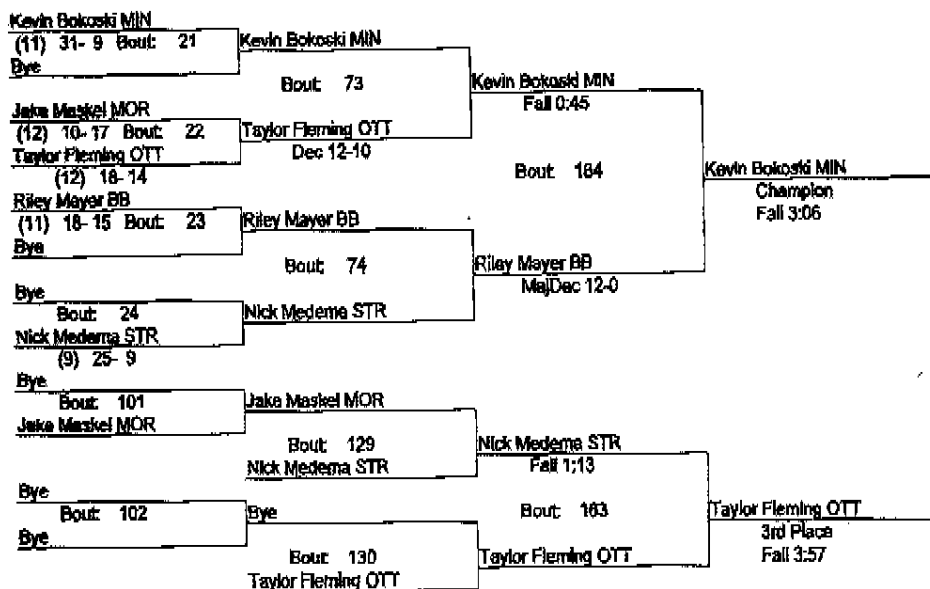 Kevin Bokoski MIN
(11) 31- 9 Bout: 21
Bye
Kevin Bokoski MIN
Bout: 73
Jake Maskel MOR
(12) 10- 17 Bout: 22
Taylor Fleming OTT
(12) 18- 14
Taylor Fleming OTT
Dec 12-10
Kevin Bokoski MIN
Fall 0:45
Riley Mayer BB
(11) 18- 15 Bout: 23
Bye
Riley Mayer BB
Bout: 74
Bye
Bout: 24
Nick Medema STR
(9) 25- 9
Nick Medema STR
Riley Mayer BB
MajDec 12-0
Bout: 164
Kevin Bokoski MIN
Champion
Fall 3:06
Bye
Bout: 101
Jake Maskel MOR
Jake Maskel MOR
Bout: 129
Nick Medema STR
Nick Medema STR
Fall 1:13
Bye
Bout: 102
Bye
Bye
Bout: 130
Taylor Fleming OTT
Bout: 163
Taylor Fleming OTT
Taylor Fleming OTT
3rd Place
Fall 3:57